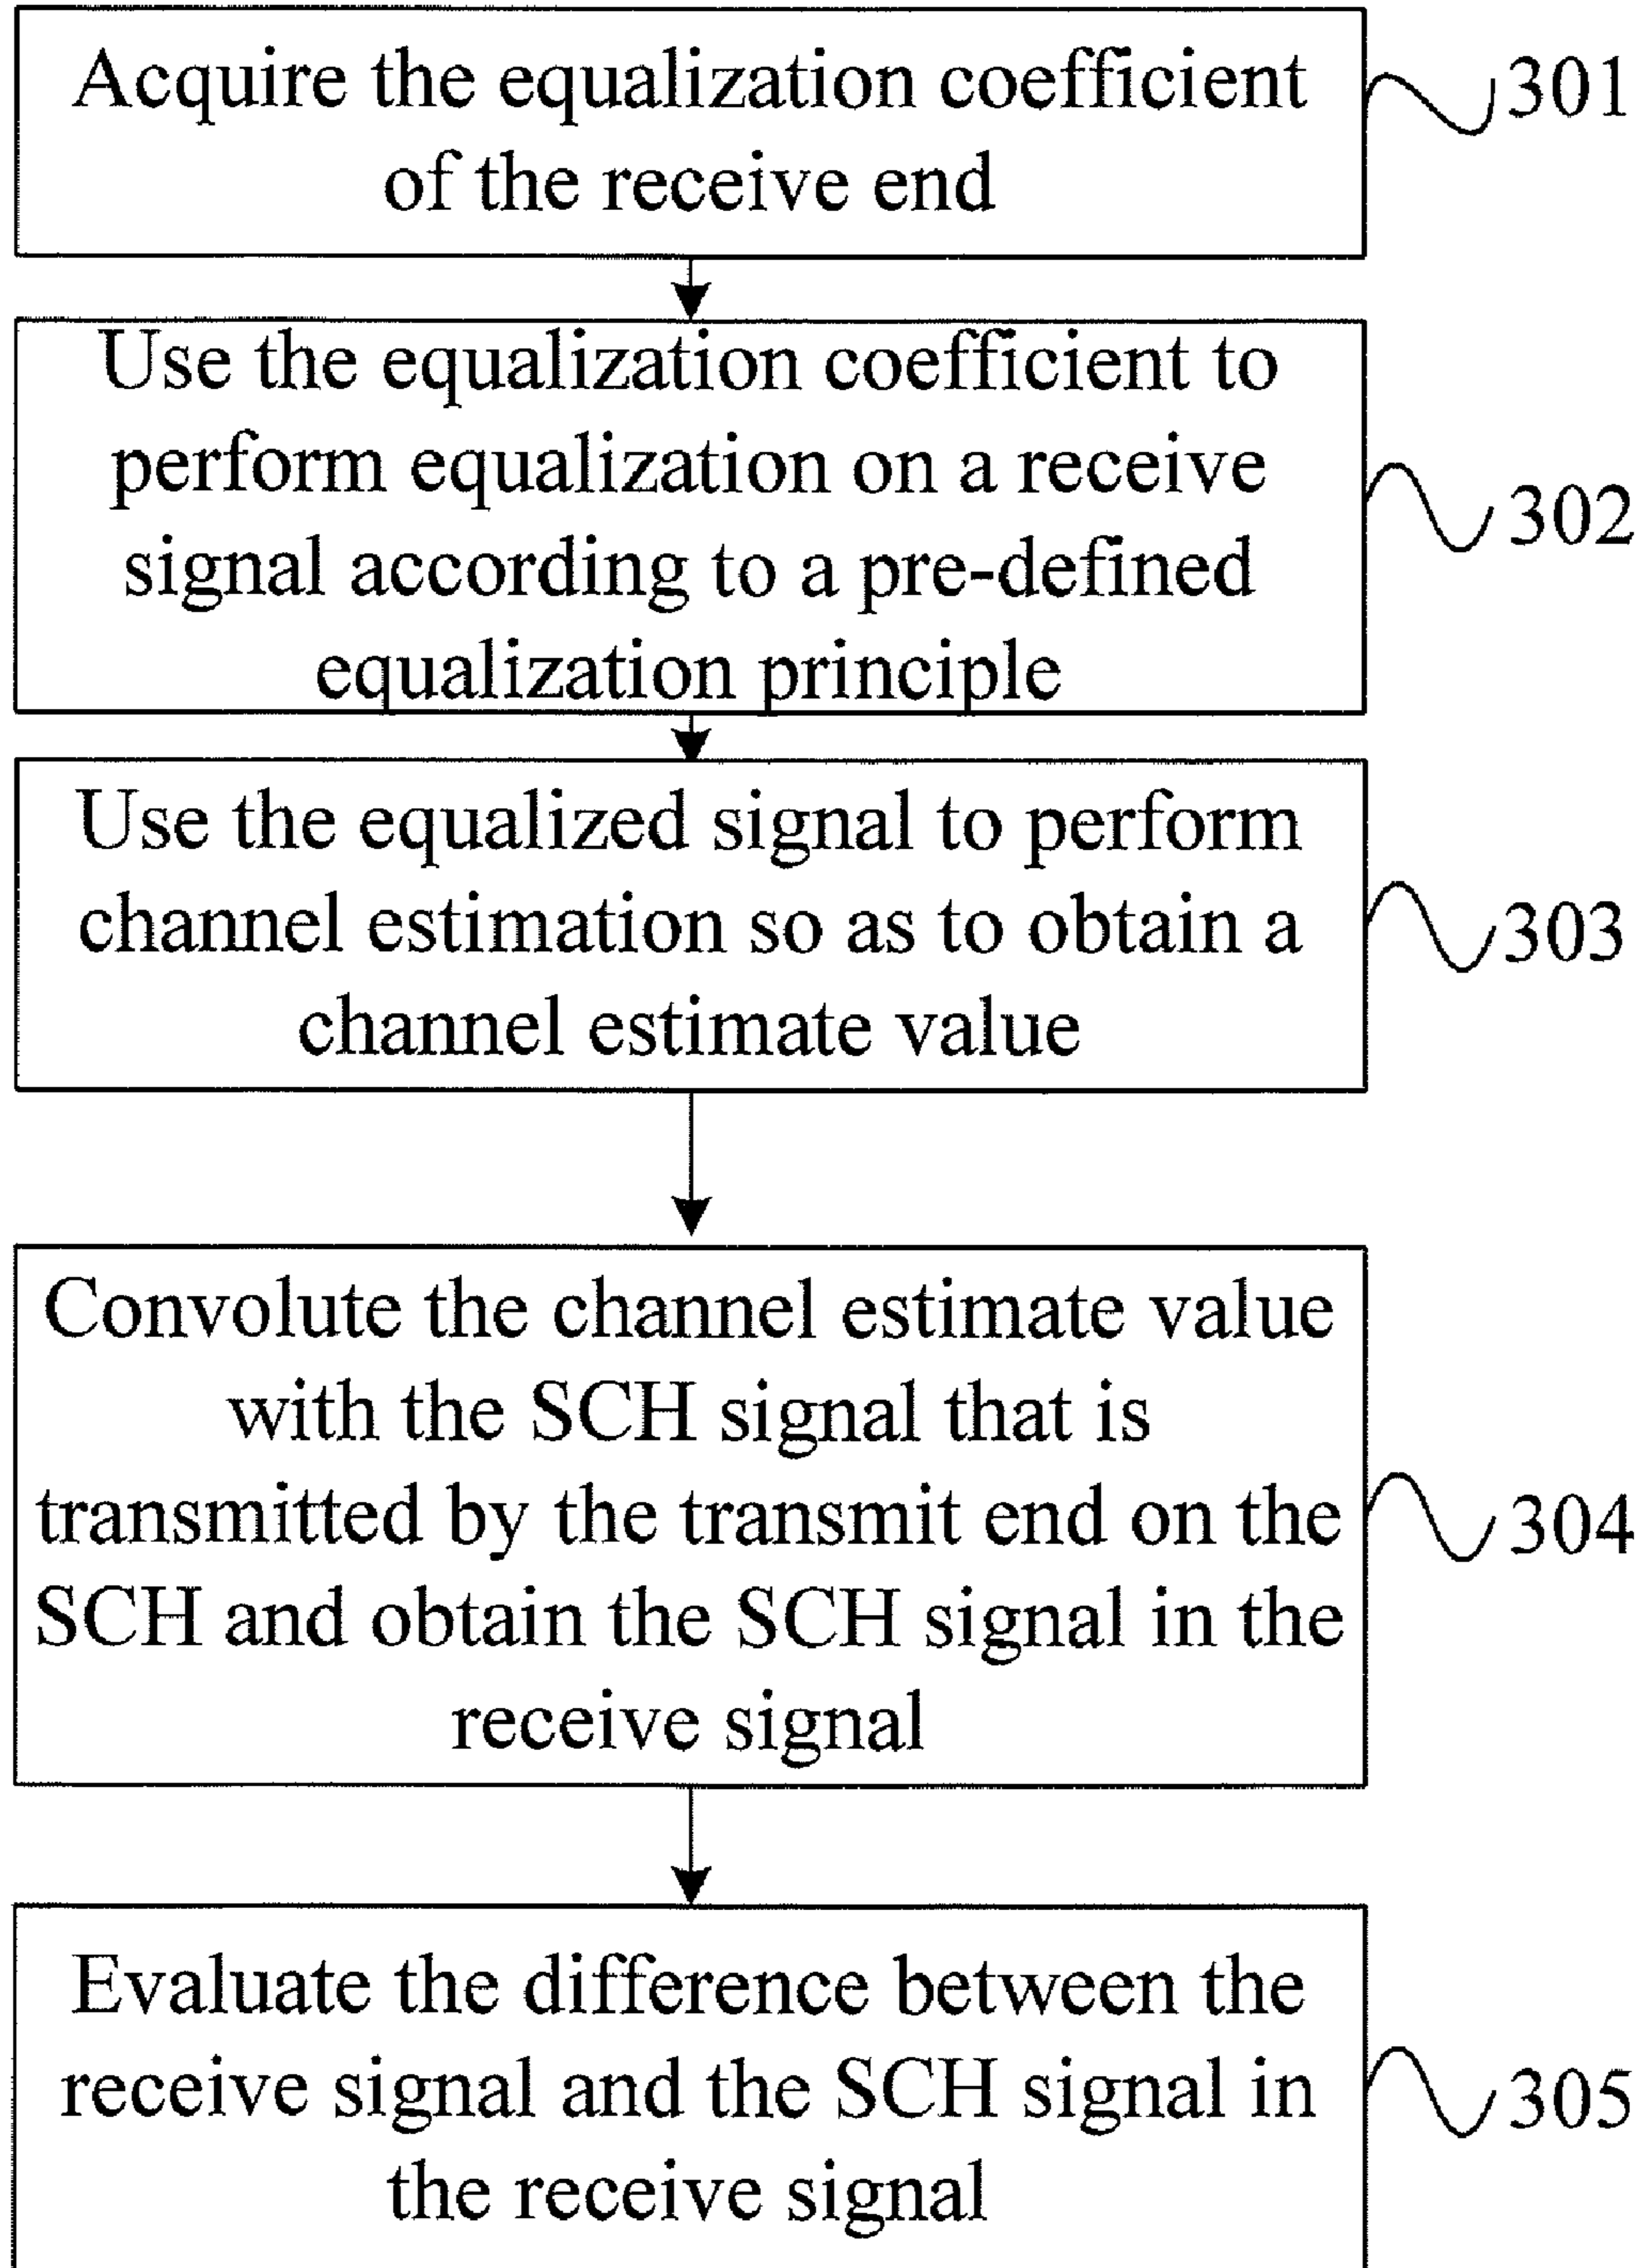 Acquire the equalization coefficient
of the receive end
301
Use the equalization coefficient to
perform equalization on a receive
signal according to a pre-defined
equalization principle
302
Use the equalized signal to perform
channel estimation so as to obtain a
channel estimate value
303
Convolute the channel estimate value
with the SCH signal that is
transmitted by the transmit end on the
SCH and obtain the SCH signal in the
receive signal
304
Evaluate the difference between the
receive signal and the SCH signal in
the receive signal
305